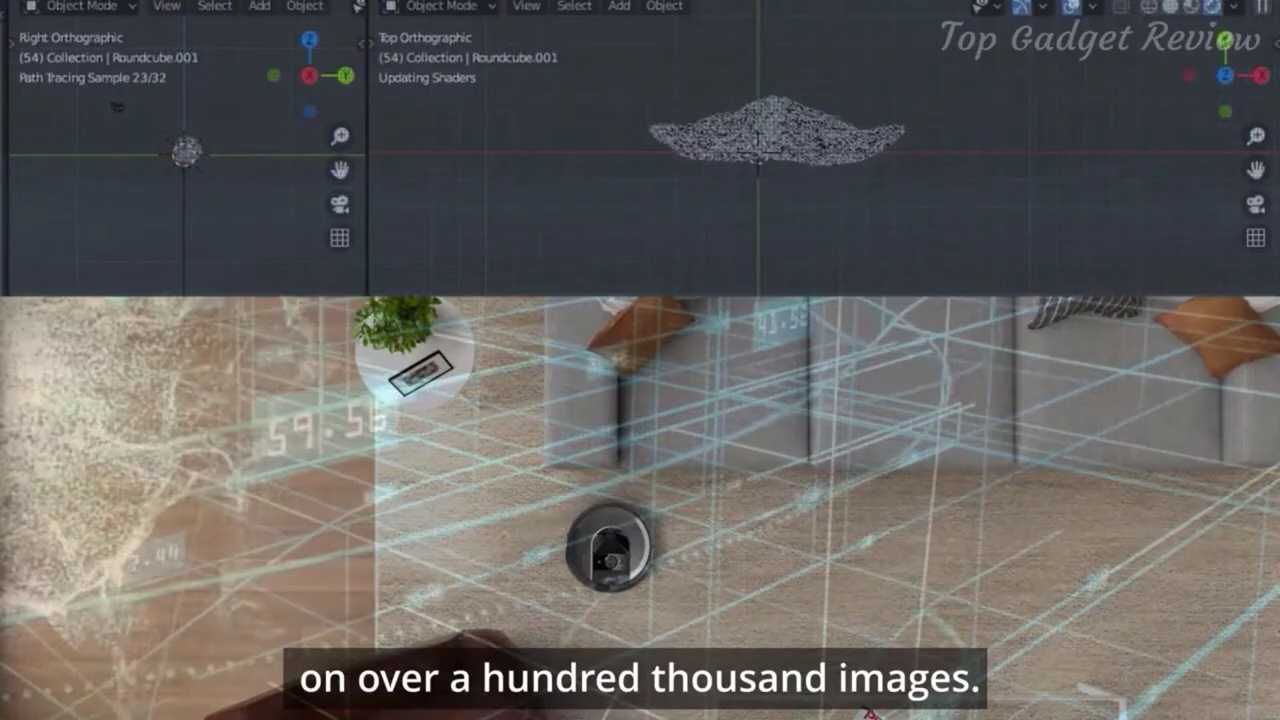 Object Mode View Select Add Object
Object Mode View Select Add Object
Right Orthographic
(54) Collection | Roundcube.001
Path Tracing Sample 23/32
Z
X
Y
Top Orthographic
(54) Collection | Roundcube.001
Updating Shaders
Top Gadget Review
Y
Z
X
59.56
on over a hundred thousand images.